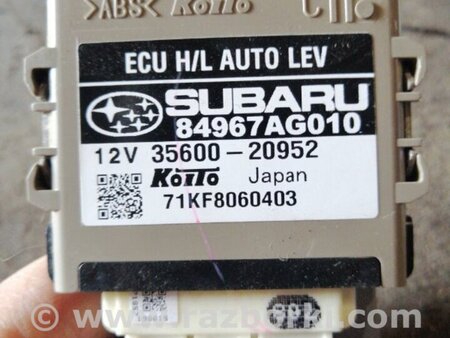 >ABS< KOITO
ECU H/L AUTO LEV
SUBARU
84967AG010
12V 35600-20952
KOITO Japan
71KF8060403
© razborki.com